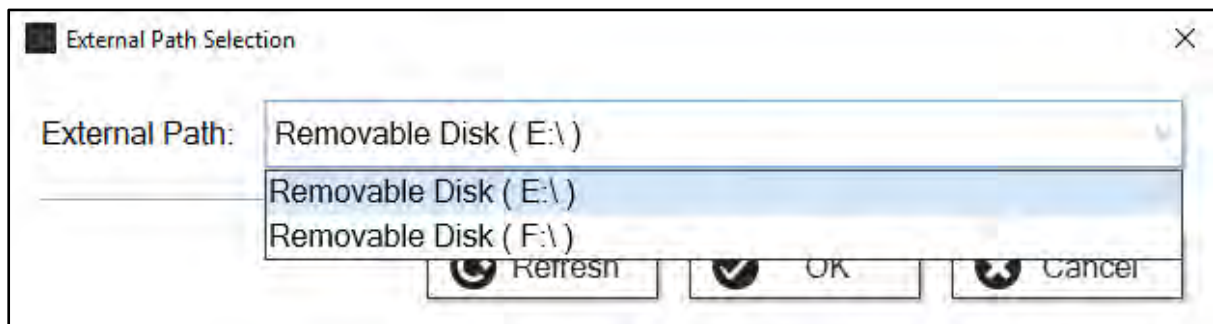 External Path Selection
External Path: Removable Disk ( E:\ )
Removable Disk ( E:\ )
Removable Disk ( F:\ )
Refresh OK Cancel